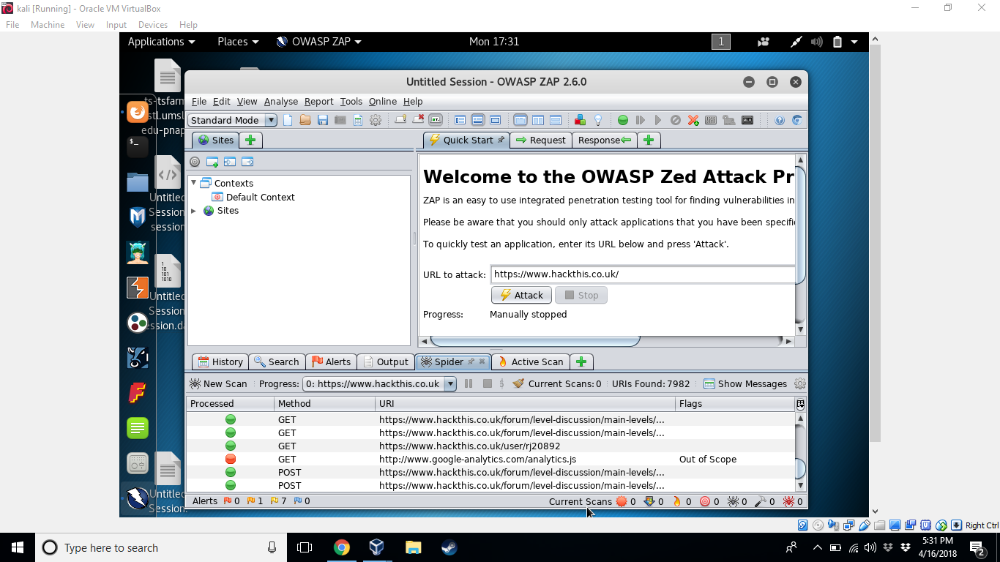 kali [Running] - Oracle VM VirtualBox
File Machine View Input Devices Help
Applications Places OWASP ZAP Mon 17:31 1
Untitled Session - OWASP ZAP 2.6.0
ts-tsfarm
stl.umsl
edu-pnap
Untitled
Session
session
Untitled
Session
ession.da
Untitled
Session.
File Edit View Analyse Report Tools Online Help
Standard Mode
Sites
Quick Start Request Response
Contexts
Default Context
Sites
Welcome to the OWASP Zed Attack Pr
ZAP is an easy to use integrated penetration testing tool for finding vulnerabilities in
Please be aware that you should only attack applications that you have been specifi
To quickly test an application, enter its URL below and press 'Attack'.
URL to attack: https://www.hackthis.co.uk/
Attack Stop
Progress: Manually stopped
History Search Alerts Output Spider Active Scan
New Scan Progress: 0: https://www.hackthis.co.uk Current Scans: 0 URIs Found: 7982 Show Messages
Processed Method URI Flags
GET https://www.hackthis.co.uk/forum/level-discussion/main-levels/...
GET https://www.hackthis.co.uk/forum/level-discussion/main-levels/...
GET https://www.hackthis.co.uk/user/rj20892
GET http://www.google-analytics.com/analytics.js Out of Scope
POST https://www.hackthis.co.uk/forum/level-discussion/main-levels/...
POST https://www.hackthis.co.uk/forum/level-discussion/main-levels/...
Alerts 0 1 7 0 Current Scans 0 0 0 0 0 0 0
Right Ctrl
Type here to search
5:31 PM
4/16/2018
2